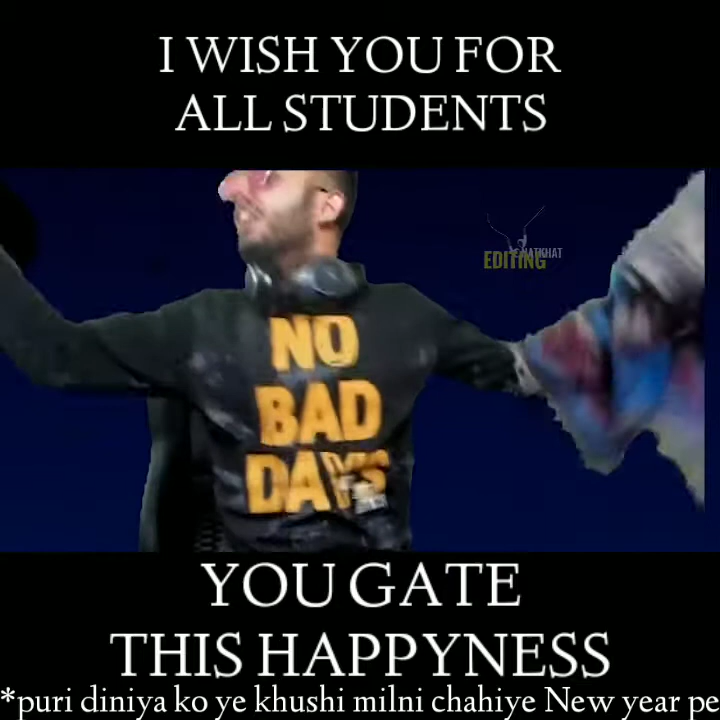 I WISH YOU FOR
ALL STUDENTS
NATKHAT
EDITING
NO
BAD
DAYS
YOU GATE
THIS HAPPYNESS
*puri diniya ko ye khushi milni chahiye New year pe